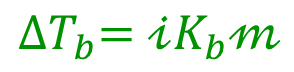 ΔT_b = iK_b m